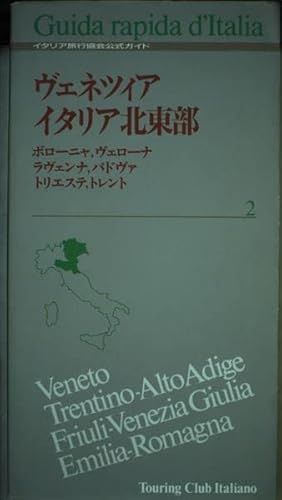 Guida rapida d'Italia
イタリア旅行協会公式ガイド
ヴェネツィア
イタリア北東部
ボローニャ,ヴェローナ
ラヴェンナ,パドヴァ
トリエステ,トレント
2
Veneto
Trentino-Alto Adige
Friuli-Venezia Giulia
Emilia-Romagna
Touring Club Italiano